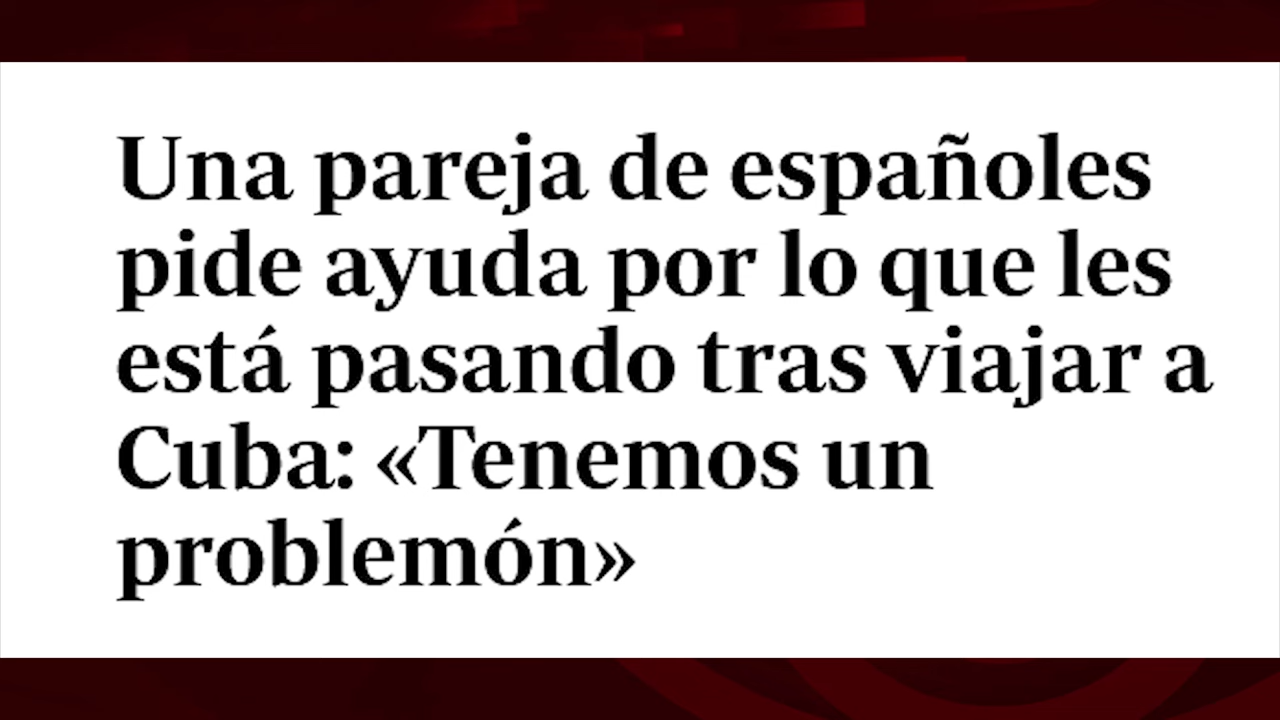 Una pareja de españoles
pide ayuda por lo que les
está pasando tras viajar a
Cuba: «Tenemos un
problemón»